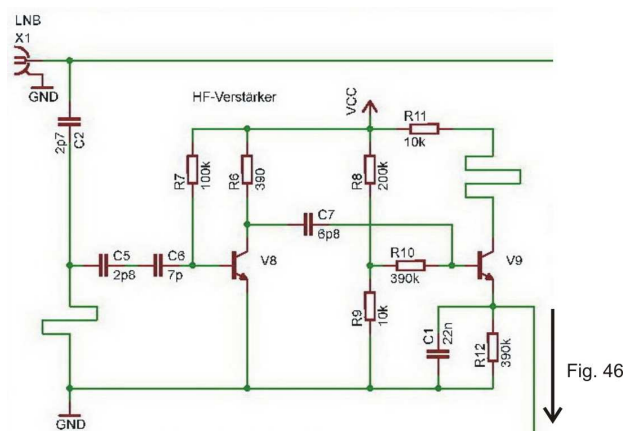 LNB
X1
GND
HF-Verstärker
VCC
R11
10k
2p7
C2
R7
100k
R6
390
R8
200k
C7
6p8
C5
2p8
C6
7p
V8
R10
390k
V9
R9
10k
C1
22n
R12
390k
Fig. 46
GND